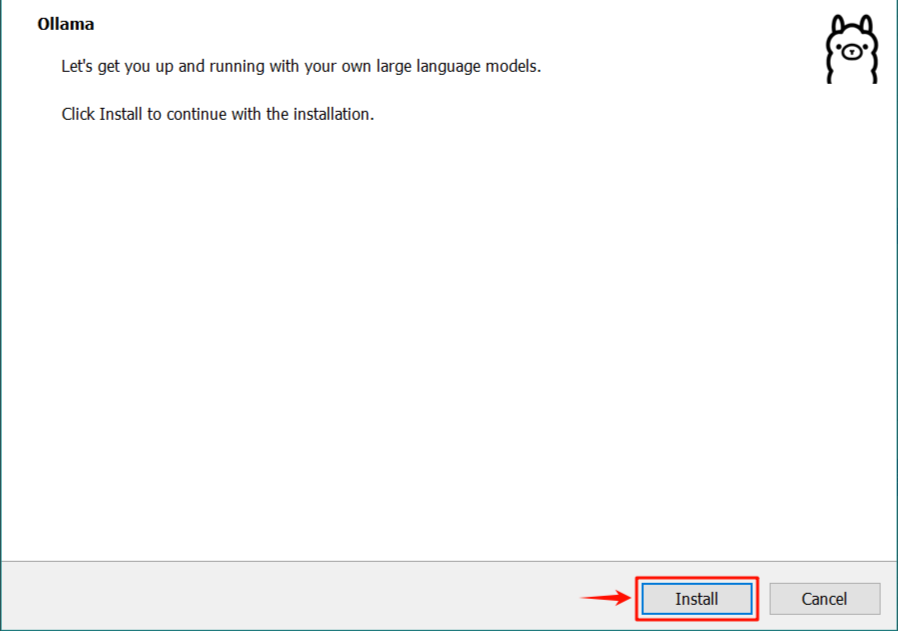 Ollama
Let's get you up and running with your own large language models.
Click Install to continue with the installation.
Install
Cancel